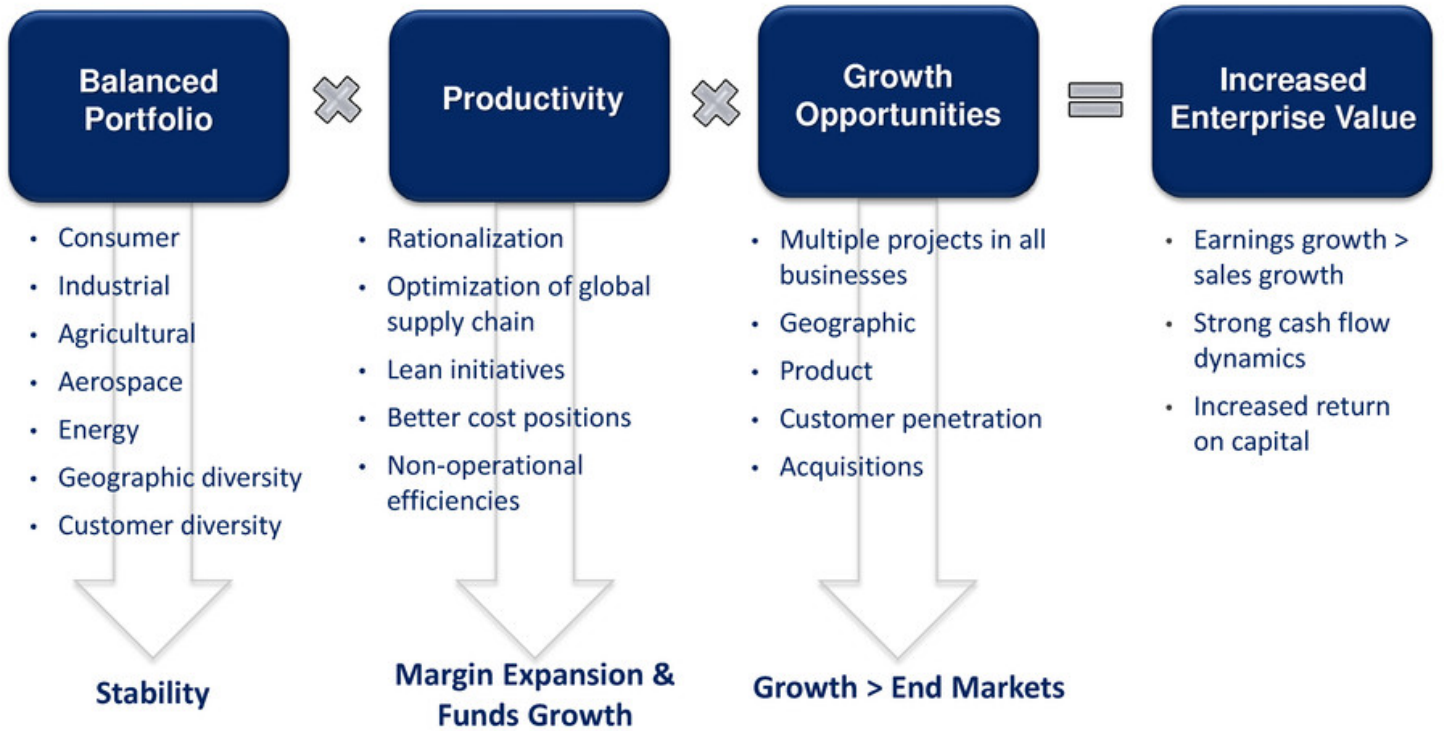 Balanced
Portfolio
Productivity
Growth
Opportunities
Increased
Enterprise Value
• Consumer
• Industrial
• Agricultural
• Aerospace
• Energy
• Geographic diversity
• Customer diversity
Stability
• Rationalization
• Optimization of global
supply chain
• Lean initiatives
• Better cost positions
• Non-operational
efficiencies
Margin Expansion &
Funds Growth
• Multiple projects in all
businesses
• Geographic
• Product
• Customer penetration
• Acquisitions
Growth > End Markets
• Earnings growth >
sales growth
• Strong cash flow
dynamics
• Increased return
on capital